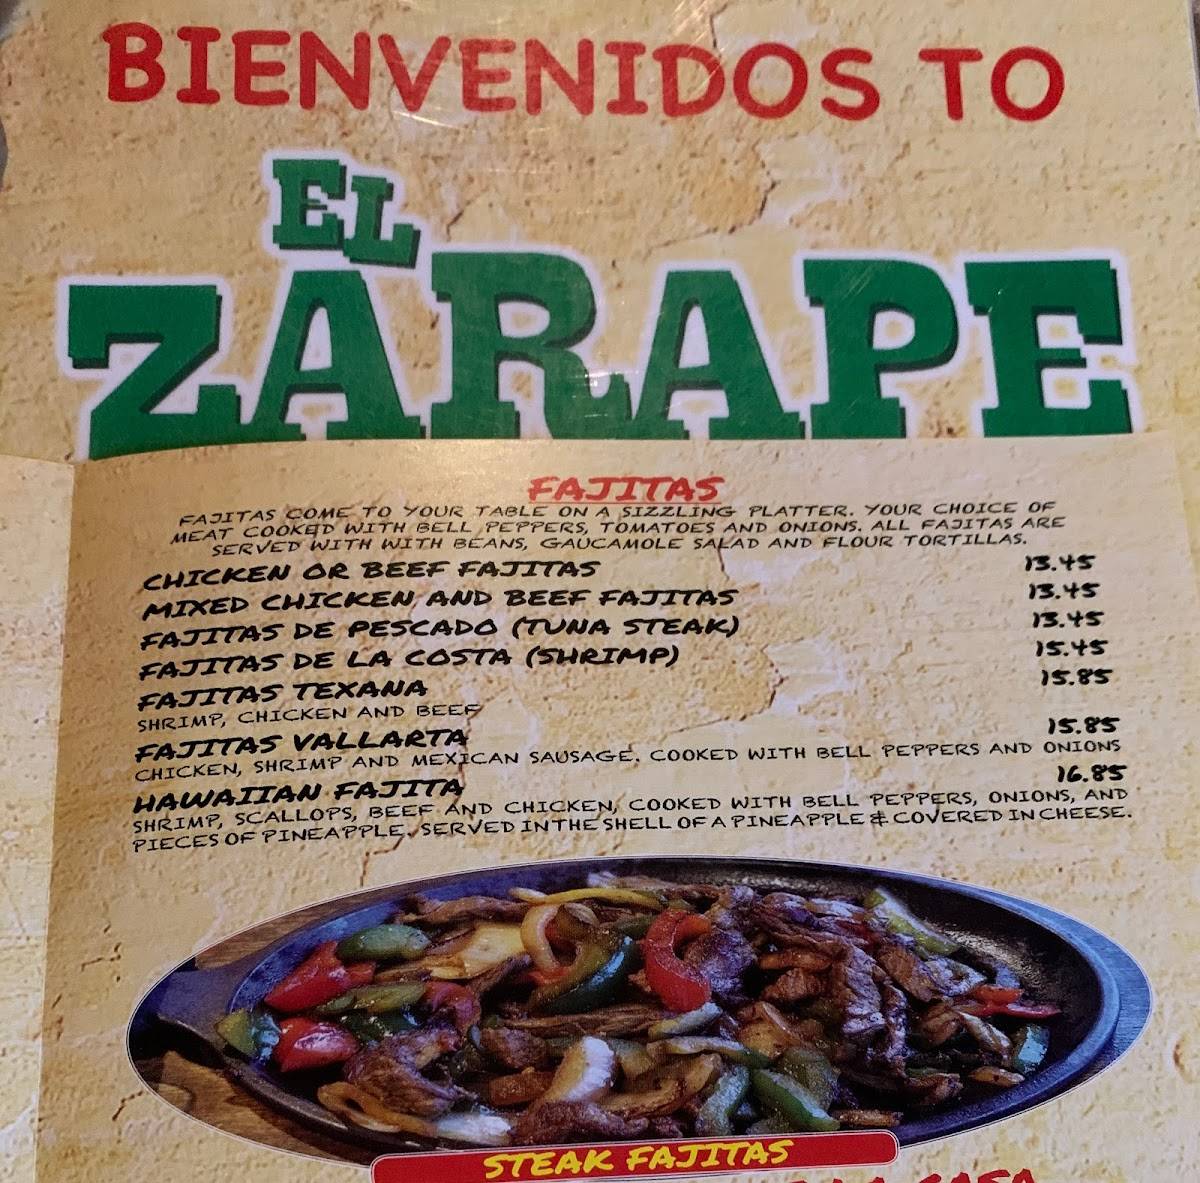 BIENVENIDOS TO
EL
ZARAPE
FAJITAS
FAJITAS COME TO YOUR TABLE ON A SIZZLING PLATTER. YOUR CHOICE OF
MEAT COOKED WITH BELL PEPPERS, TOMATOES AND ONIONS. ALL FAJITAS ARE
SERVED WITH WITH BEANS, GAUCAMOLE SALAD AND FLOUR TORTILLAS.
CHICKEN OR BEEF FAJITAS 13.45
MIXED CHICKEN AND BEEF FAJITAS 13.45
FAJITAS DE PESCADO (TUNA STEAK) 13.45
FAJITAS DE LA COSTA (SHRIMP) 15.45
FAJITAS TEXANA 15.85
SHRIMP, CHICKEN AND BEEF
FAJITAS VALLARTA 15.85
CHICKEN, SHRIMP AND MEXICAN SAUSAGE. COOKED WITH BELL PEPPERS AND ONIONS
HAWAIIAN FAJITA 16.85
SHRIMP, SCALLOPS, BEEF AND CHICKEN, COOKED WITH BELL PEPPERS, ONIONS, AND
PIECES OF PINEAPPLE. SERVED IN THE SHELL OF A PINEAPPLE & COVERED IN CHEESE.
STEAK FAJITAS
LA CASA